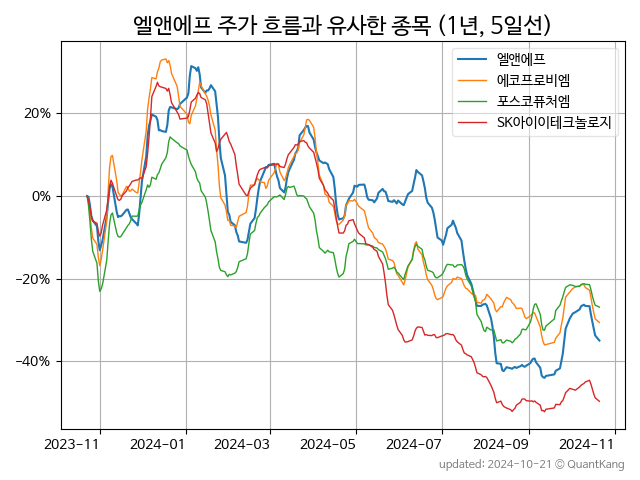 엘앤에프 주가 흐름과 유사한 종목 (1년, 5일선)
엘앤에프
에코프로비엠
포스코퓨처엠
SK아이이테크놀로지
20%
0%
−20%
−40%
2023-11 2024-01 2024-03 2024-05 2024-07 2024-09 2024-11
updated: 2024-10-21 © QuantKang